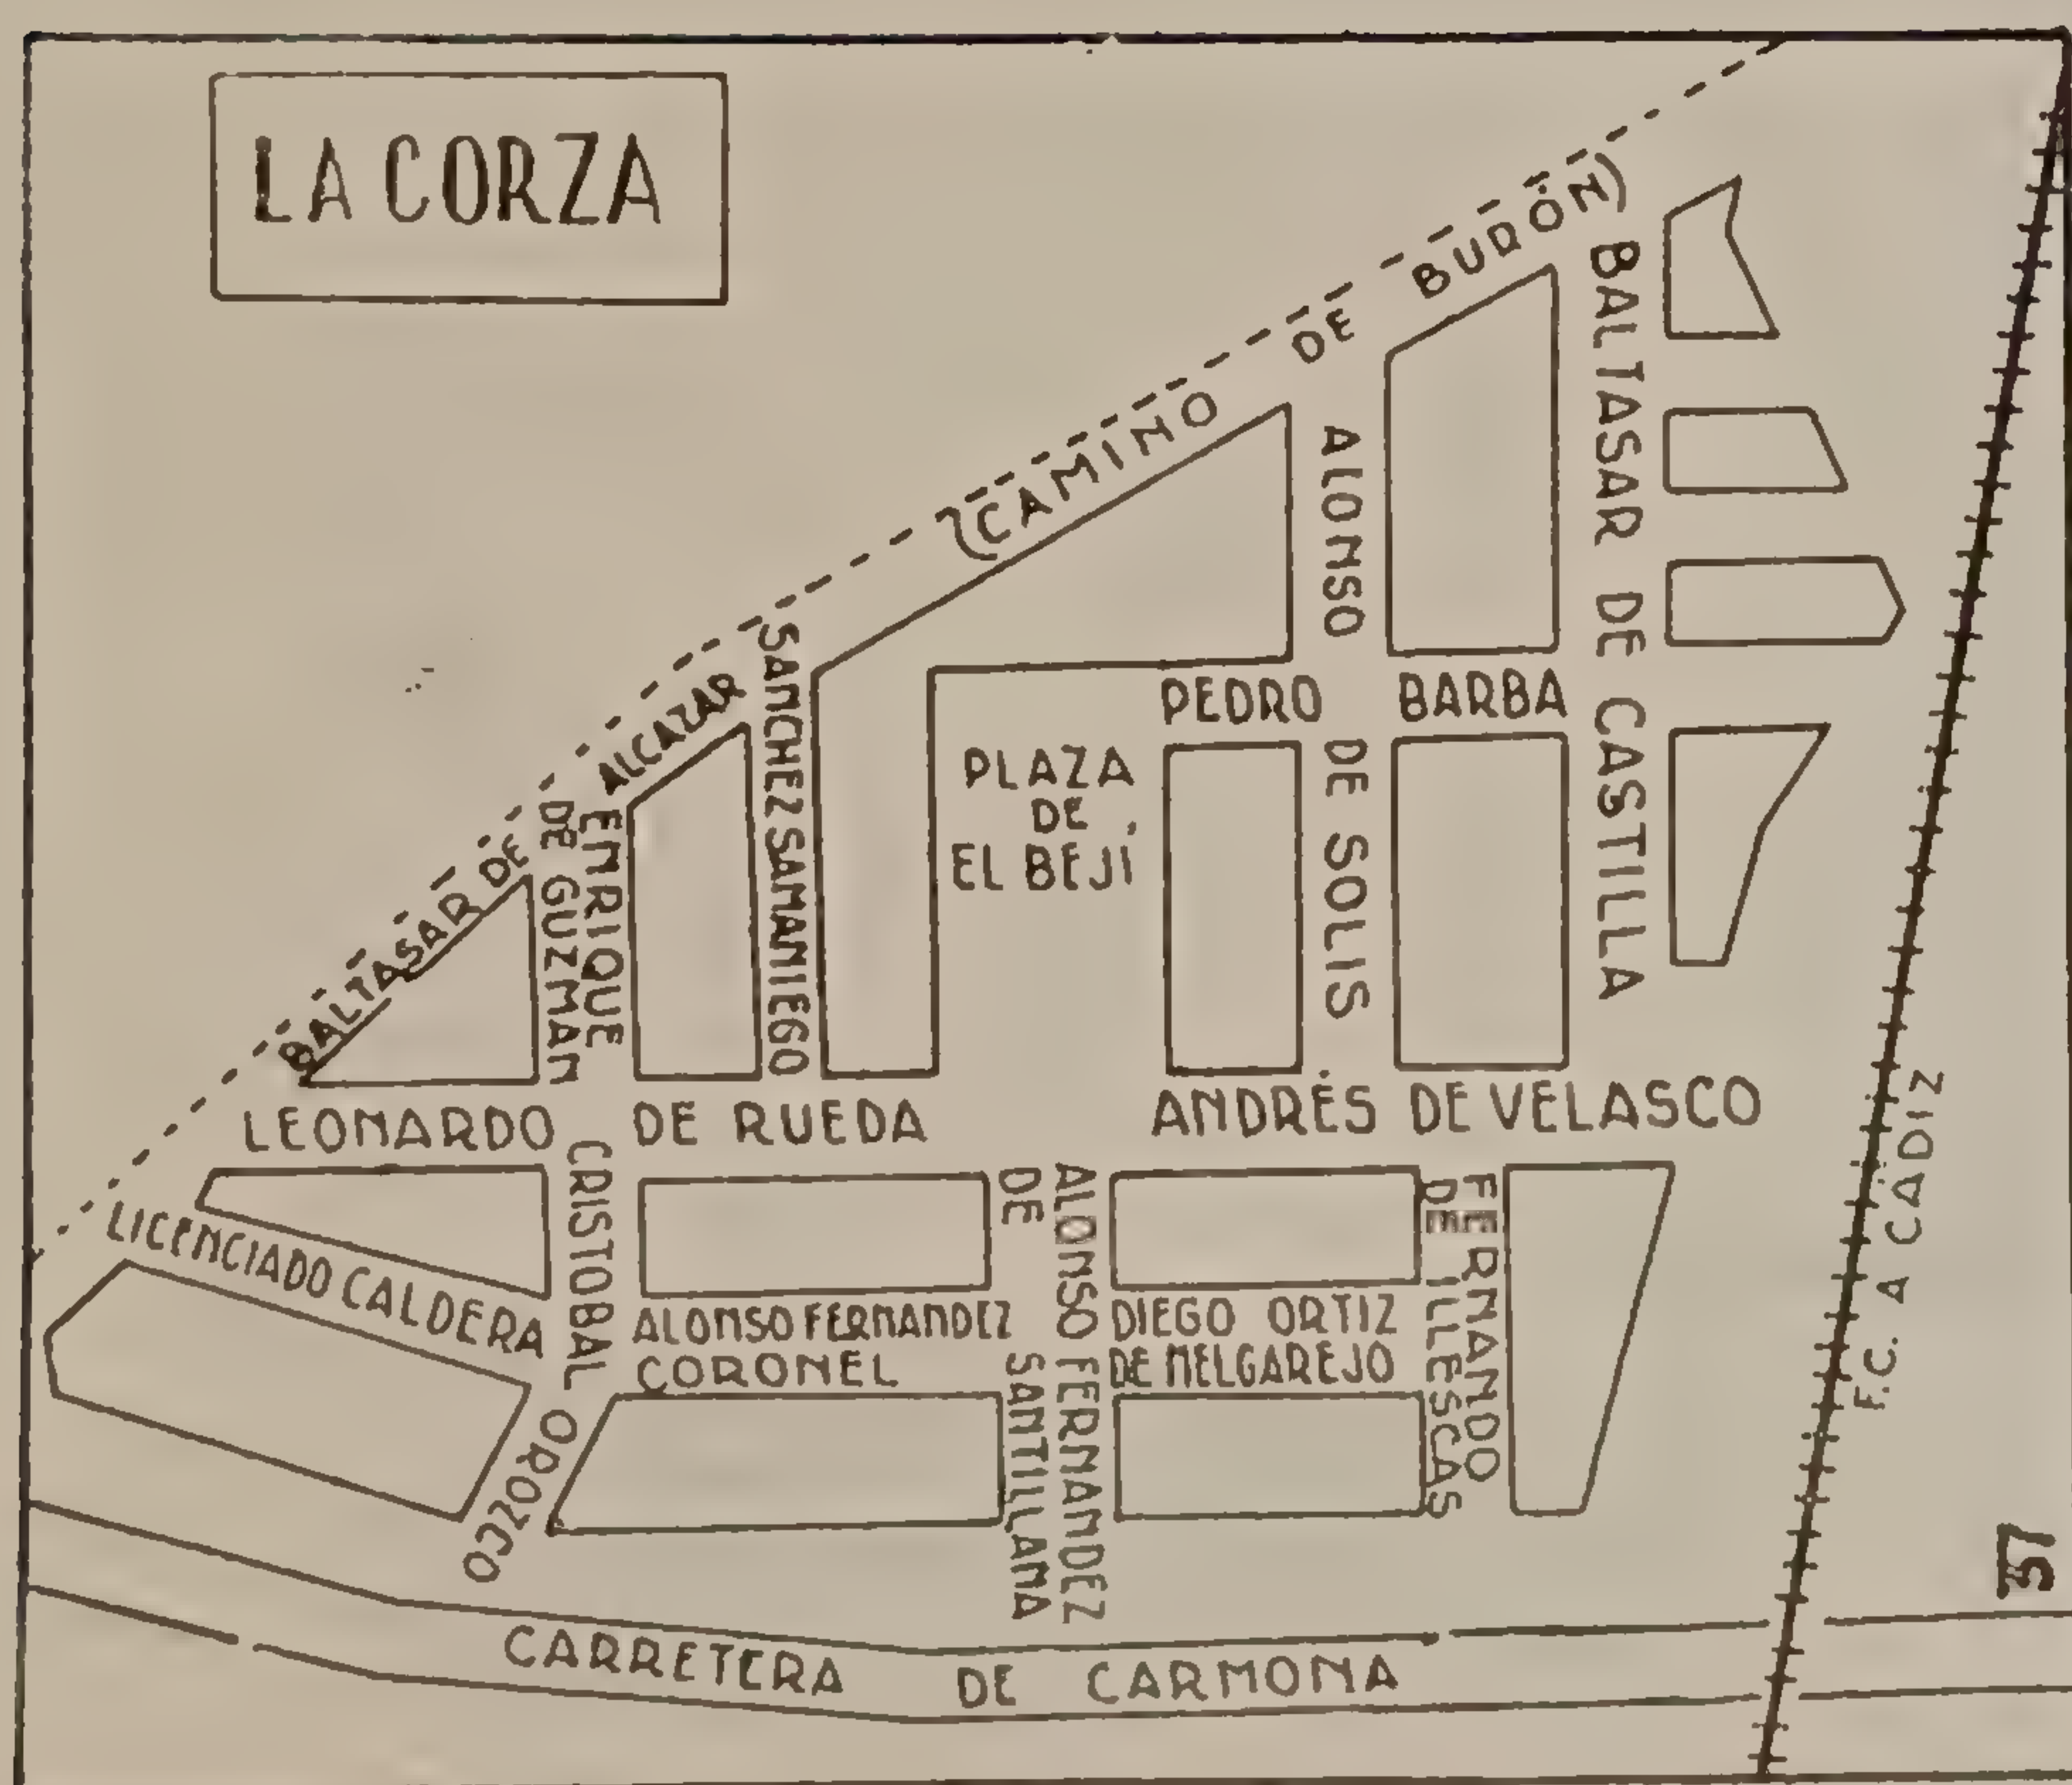 LA CORZA
(CAMINO DE BURÓN)
BALTASAR DE CASTILLA
ALONSO DE SOLIS
PEDRO BARBA
PLAZA
DE
EL BEJÍ
SANCHEZ SAMANIEGO
BALTASAR DE ALCAZAR
ENRIQUE
DE GUZMAN
LEONARDO DE RUEDA
ANDRÉS DE VELASCO
LICENCIADO CALDERA
CRISTOBAL OROZCO
ALONSO FERNANDEZ
CORONEL
ALONSO FERNANDEZ
DE SANTILLANA
DIEGO ORTIZ
DE MELGAREJO
FERNANDO
DE ILLESCAS
F.C. A CÁDIZ
CARRETERA DE CARMONA
37